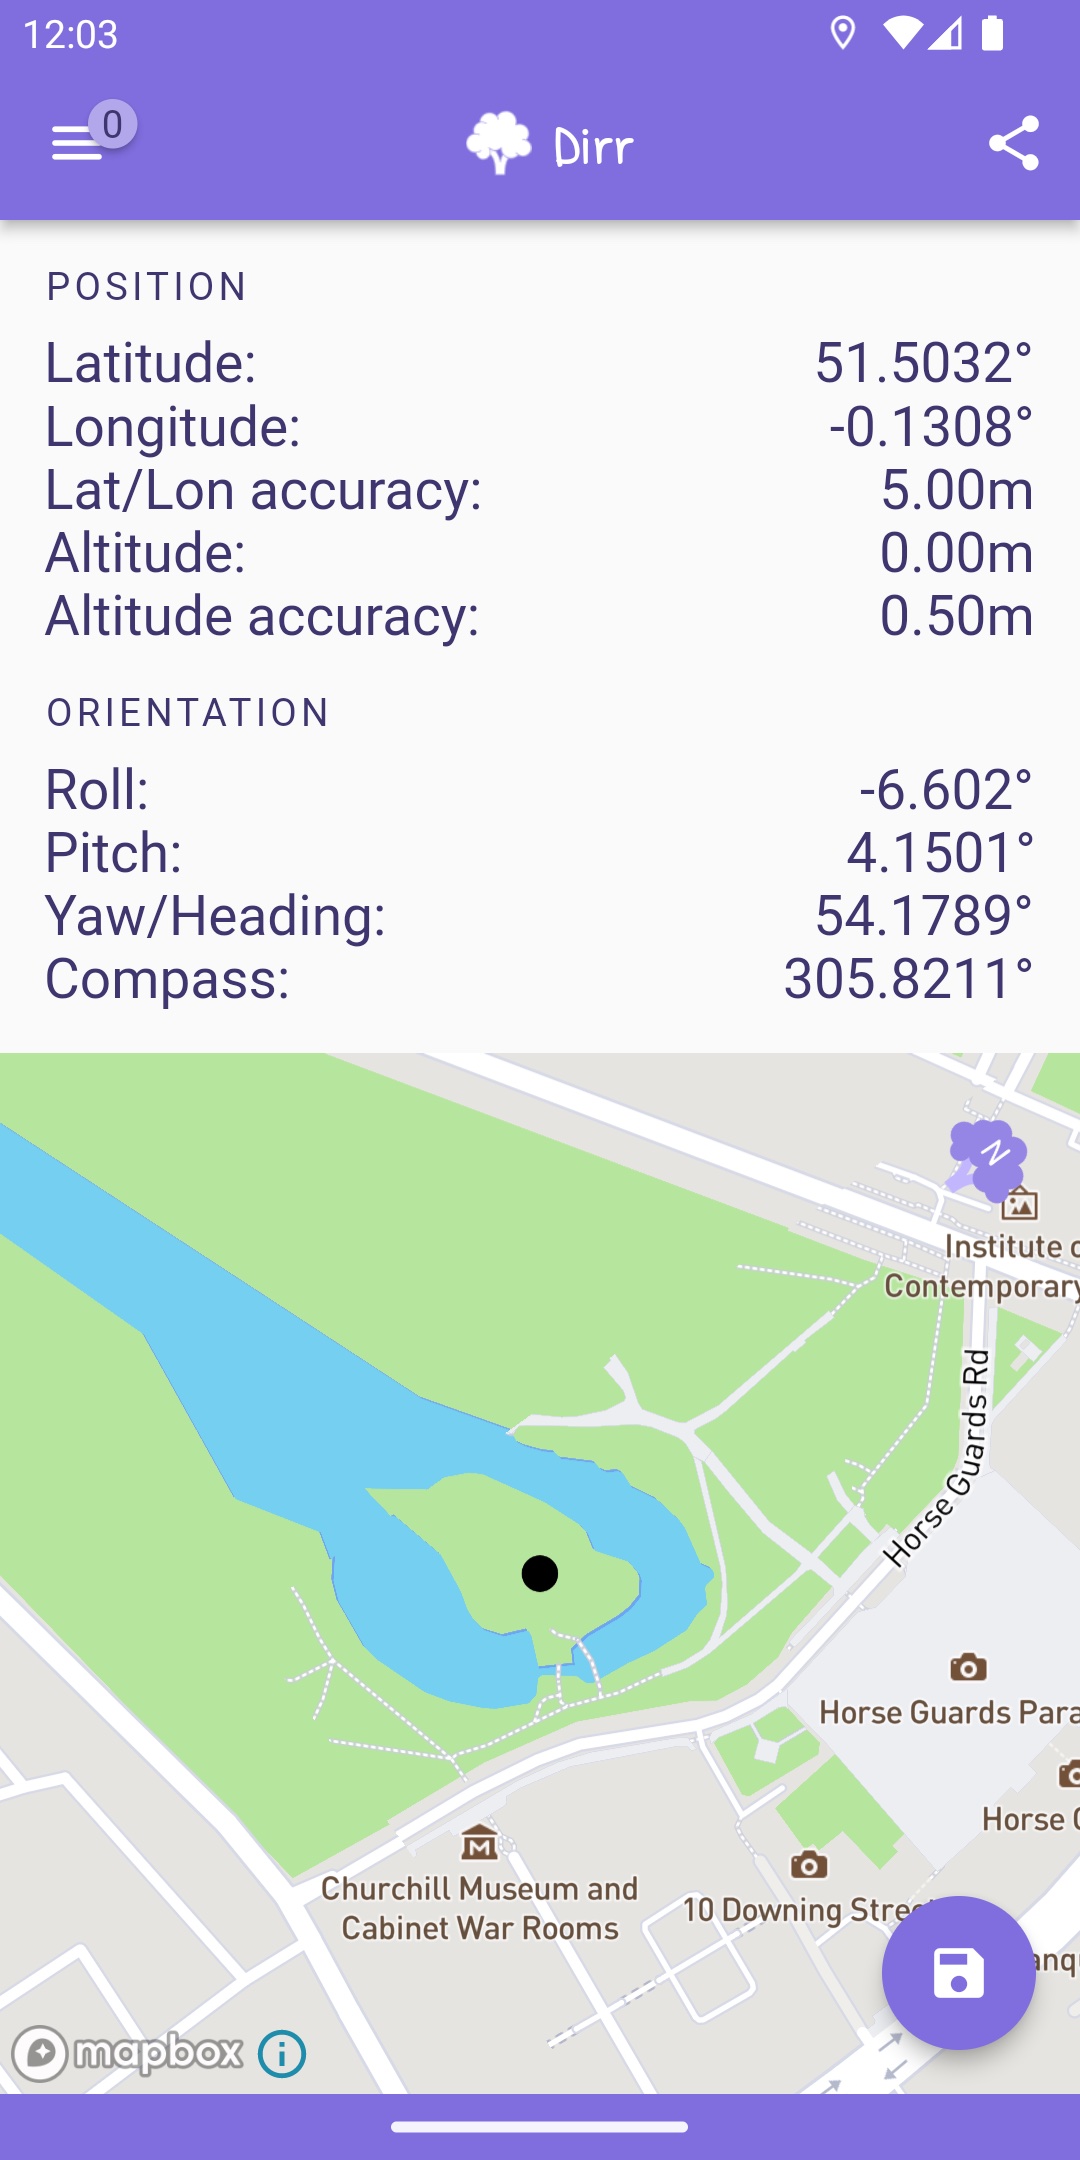 12:03
0
Dirr
POSITION
Latitude: 51.5032°
Longitude: -0.1308°
Lat/Lon accuracy: 5.00m
Altitude: 0.00m
Altitude accuracy: 0.50m
ORIENTATION
Roll: -6.602°
Pitch: 4.1501°
Yaw/Heading: 54.1789°
Compass: 305.8211°
N
Institute
Contemporary
Horse Guards Rd
Horse Guards Para
Horse
Churchill Museum and
Cabinet War Rooms
10 Downing Stree
anq
mapbox
i